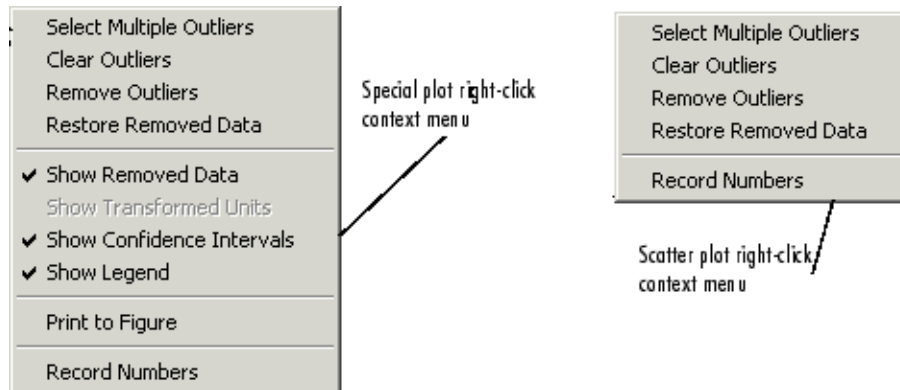 Select Multiple Outliers
Clear Outliers
Remove Outliers
Restore Removed Data
Show Removed Data
Show Transformed Units
Show Confidence Intervals
Show Legend
Print to Figure
Record Numbers
Special plot right-click
context menu
Select Multiple Outliers
Clear Outliers
Remove Outliers
Restore Removed Data
Record Numbers
Scatter plot right-click
context menu